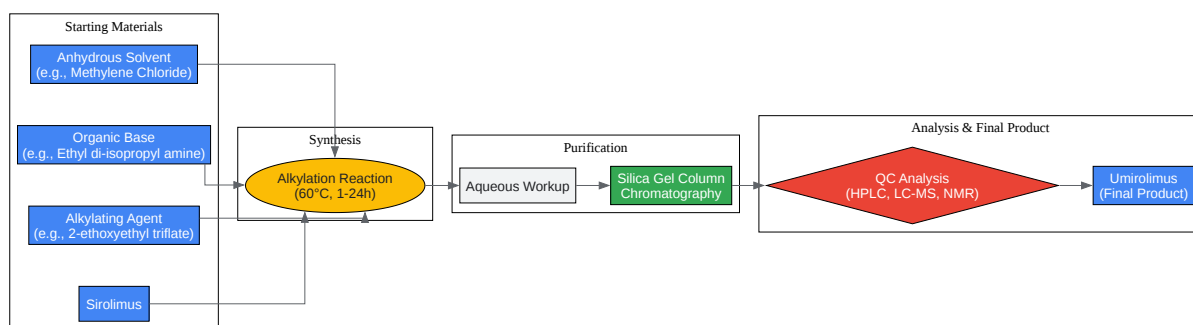 Starting Materials
Anhydrous Solvent
(e.g., Methylene Chloride)
Organic Base
(e.g., Ethyl di-isopropyl amine)
Alkylating Agent
(e.g., 2-ethoxyethyl triflate)
Sirolimus
Synthesis
Alkylation Reaction
(60°C, 1-24h)
Purification
Aqueous Workup
Silica Gel Column
Chromatography
Analysis & Final Product
QC Analysis
(HPLC, LC-MS, NMR)
Umirolimus
(Final Product)